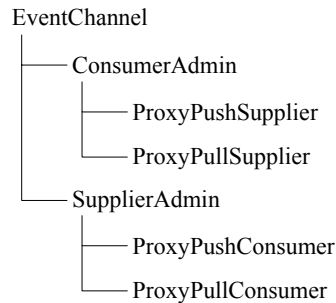 EventChannel
ConsumerAdmin
ProxyPushSupplier
ProxyPullSupplier
SupplierAdmin
ProxyPushConsumer
ProxyPullConsumer